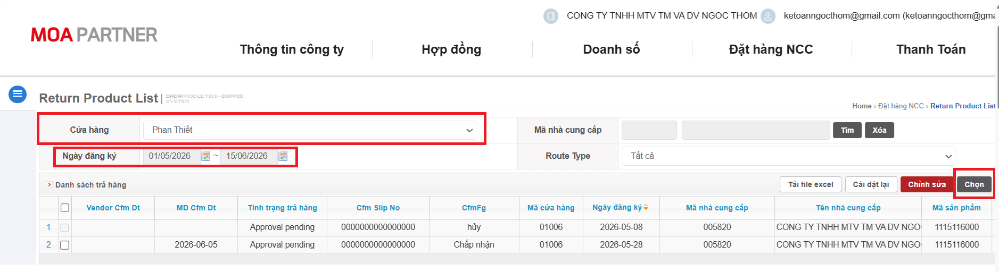 CONG TY TNHH MTV TM VA DV NGOC THOM ketoanngocthom@gmail.com (ketoanngocthom@gma
MOA PARTNER
Thông tin công ty Hợp đồng Doanh số Đặt hàng NCC Thanh Toán
Return Product List | DADAPRODUCTION-DOPPIO SYSTEM
Home › Đặt hàng NCC › Return Product List
Cửa hàng Phan Thiết Mã nhà cung cấp Tìm Xóa
Ngày đăng ký 01/05/2026 ~ 15/06/2026 Route Type Tất cả
Danh sách trả hàng Tải file excel Cài đặt lại Chỉnh sửa Chọn
Vendor Cfm Dt MD Cfm Dt Tình trạng trả hàng Cfm Slip No CfmFg Mã cửa hàng Ngày đăng ký Mã nhà cung cấp Tên nhà cung cấp Mã sản phẩm
1 Approval pending 0000000000000000 hủy 01006 2026-05-08 005820 CONG TY TNHH MTV TM VA DV NGO 1115116000
2 2026-06-05 Approval pending 0000000000000000 Chấp nhận 01006 2026-05-28 005820 CONG TY TNHH MTV TM VA DV NGO 1115116000